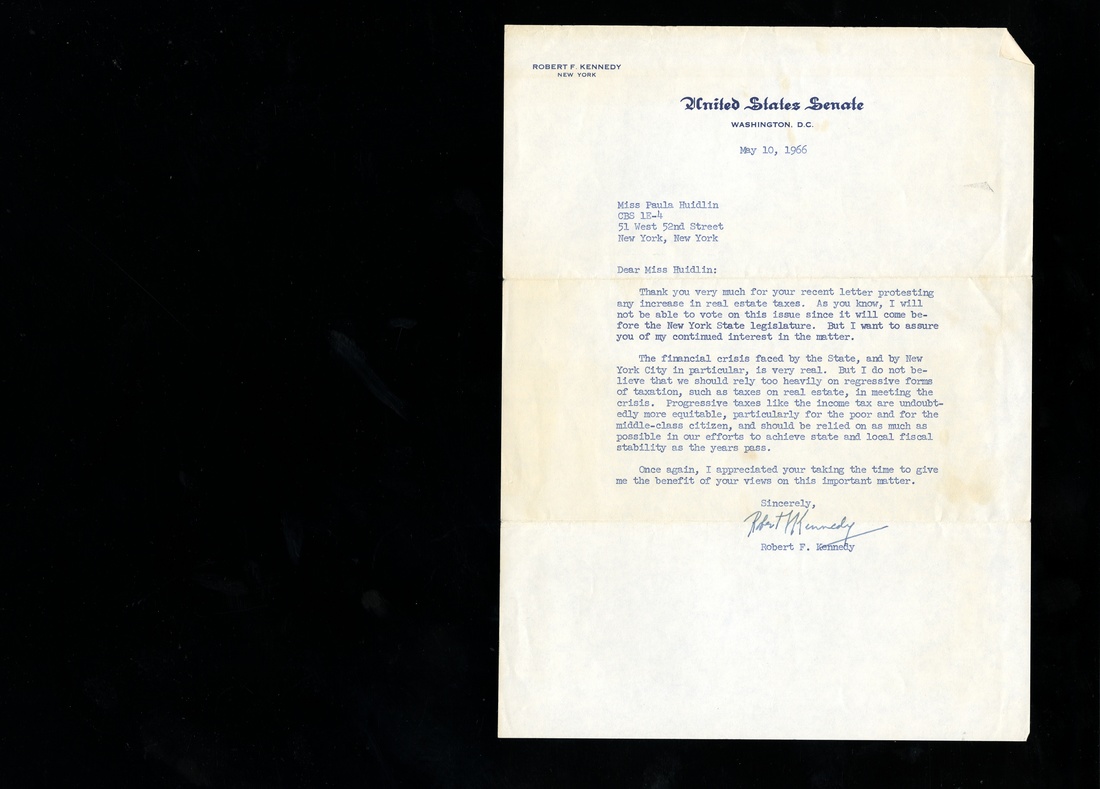 ROBERT F. KENNEDY
NEW YORK
United States Senate
WASHINGTON, D.C.
May 10, 1966
Miss Paula Huidlin
CBS 1E-4
51 West 52nd Street
New York, New York
Dear Miss Huidlin:
Thank you very much for your recent letter protesting
any increase in real estate taxes. As you know, I will
not be able to vote on this issue since it will come be-
fore the New York State legislature. But I want to assure
you of my continued interest in the matter.
The financial crisis faced by the State, and by New
York City in particular, is very real. But I do not be-
lieve that we should rely too heavily on regressive forms
of taxation, such as taxes on real estate, in meeting the
crisis. Progressive taxes like the income tax are undoubt-
edly more equitable, particularly for the poor and for the
middle-class citizen, and should be relied on as much as
possible in our efforts to achieve state and local fiscal
stability as the years pass.
Once again, I appreciated your taking the time to give
me the benefit of your views on this important matter.
Sincerely,
Robert F Kennedy
Robert F. Kennedy